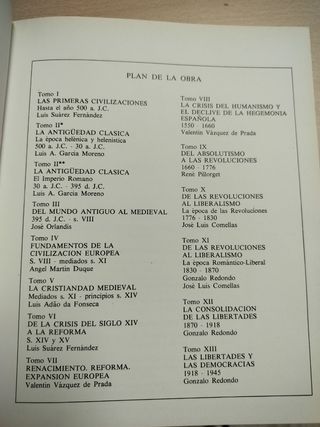 PLAN DE LA OBRA
Tomo I
LAS PRIMERAS CIVILIZACIONES
Hasta el año 500 a. J.C.
Luis Suárez Fernández
Tomo II*
LA ANTIGÜEDAD CLASICA
La época helénica y helenística
500 a. J.C. - 30 a. J.C.
Luis A. García Moreno
Tomo II**
LA ANTIGÜEDAD CLASICA
El Imperio Romano
30 a. J.C. - 395 d. J.C.
Luis A. García Moreno
Tomo III
DEL MUNDO ANTIGUO AL MEDIEVAL
395 d. J.C. - s. VIII
José Orlandis
Tomo IV
FUNDAMENTOS DE LA
CIVILIZACION EUROPEA
S. VIII - mediados s. XI
Angel Martín Duque
Tomo V
LA CRISTIANDAD MEDIEVAL
Mediados s. XI - principios s. XIV
Luis Adão da Fonseca
Tomo VI
DE LA CRISIS DEL SIGLO XIV
A LA REFORMA
S. XIV y XV
Luis Suárez Fernández
Tomo VII
RENACIMIENTO. REFORMA.
EXPANSION EUROPEA
Valentín Vázquez de Prada
Tomo VIII
LA CRISIS DEL HUMANISMO Y
EL DECLIVE DE LA HEGEMONIA
ESPAÑOLA
1550 - 1660
Valentín Vázquez de Prada
Tomo IX
DEL ABSOLUTISMO
A LAS REVOLUCIONES
1660 - 1776
René Pillorget
Tomo X
DE LAS REVOLUCIONES
AL LIBERALISMO
La época de las Revoluciones
1776 - 1830
José Luis Comellas
Tomo XI
DE LAS REVOLUCIONES
AL LIBERALISMO
La época Romántico-Liberal
1830 - 1870
Gonzalo Redondo
José Luis Comellas
Tomo XII
LA CONSOLIDACION
DE LAS LIBERTADES
1870 - 1918
Gonzalo Redondo
Tomo XIII
LAS LIBERTADES Y
LAS DEMOCRACIAS
1918 - 1945
Gonzalo Redondo